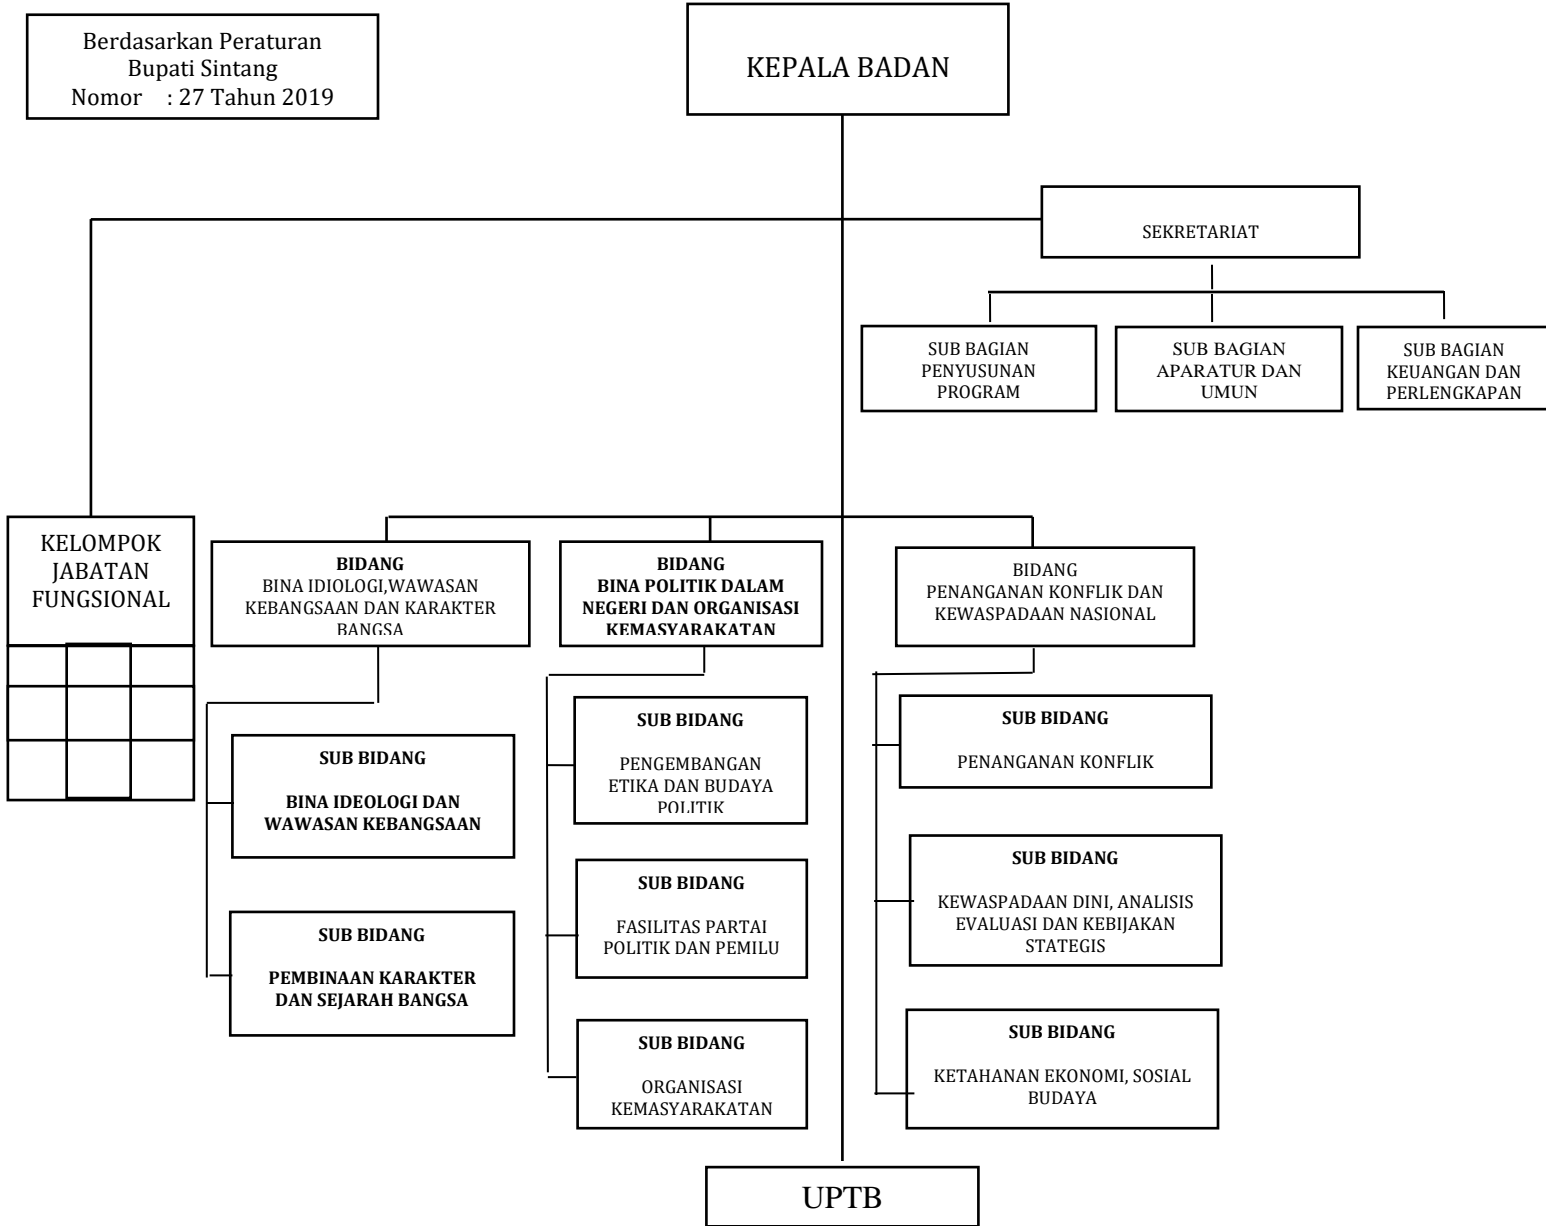 Berdasarkan Peraturan
Bupati Sintang
Nomor : 27 Tahun 2019
KEPALA BADAN
SEKRETARIAT
SUB BAGIAN
PENYUSUNAN
PROGRAM
SUB BAGIAN
APARATUR DAN
UMUN
SUB BAGIAN
KEUANGAN DAN
PERLENGKAPAN
KELOMPOK
JABATAN
FUNGSIONAL
BIDANG
BINA IDIOLOGI,WAWASAN
KEBANGSAAN DAN KARAKTER
BANGSA
BIDANG
BINA POLITIK DALAM
NEGERI DAN ORGANISASI
KEMASYARAKATAN
BIDANG
PENANGANAN KONFLIK DAN
KEWASPADAAN NASIONAL
SUB BIDANG
BINA IDEOLOGI DAN
WAWASAN KEBANGSAAN
SUB BIDANG
PEMBINAAN KARAKTER
DAN SEJARAH BANGSA
SUB BIDANG
PENGEMBANGAN
ETIKA DAN BUDAYA
POLITIK
SUB BIDANG
FASILITAS PARTAI
POLITIK DAN PEMILU
SUB BIDANG
ORGANISASI
KEMASYARAKATAN
SUB BIDANG
PENANGANAN KONFLIK
SUB BIDANG
KEWASPADAAN DINI, ANALISIS
EVALUASI DAN KEBIJAKAN
STATEGIS
SUB BIDANG
KETAHANAN EKONOMI, SOSIAL
BUDAYA
UPTB